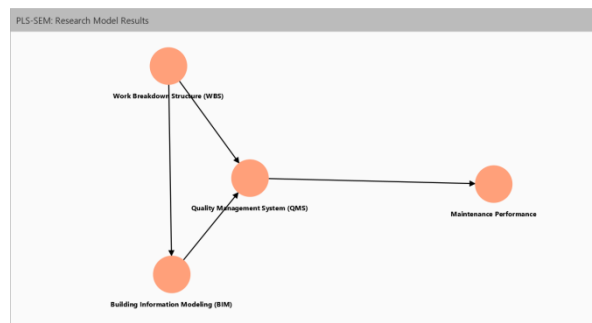 PLS-SEM: Research Model Results
Work Breakdown Structure (WBS)
Quality Management System (QMS)
Maintenance Performance
Building Information Modeling (BIM)